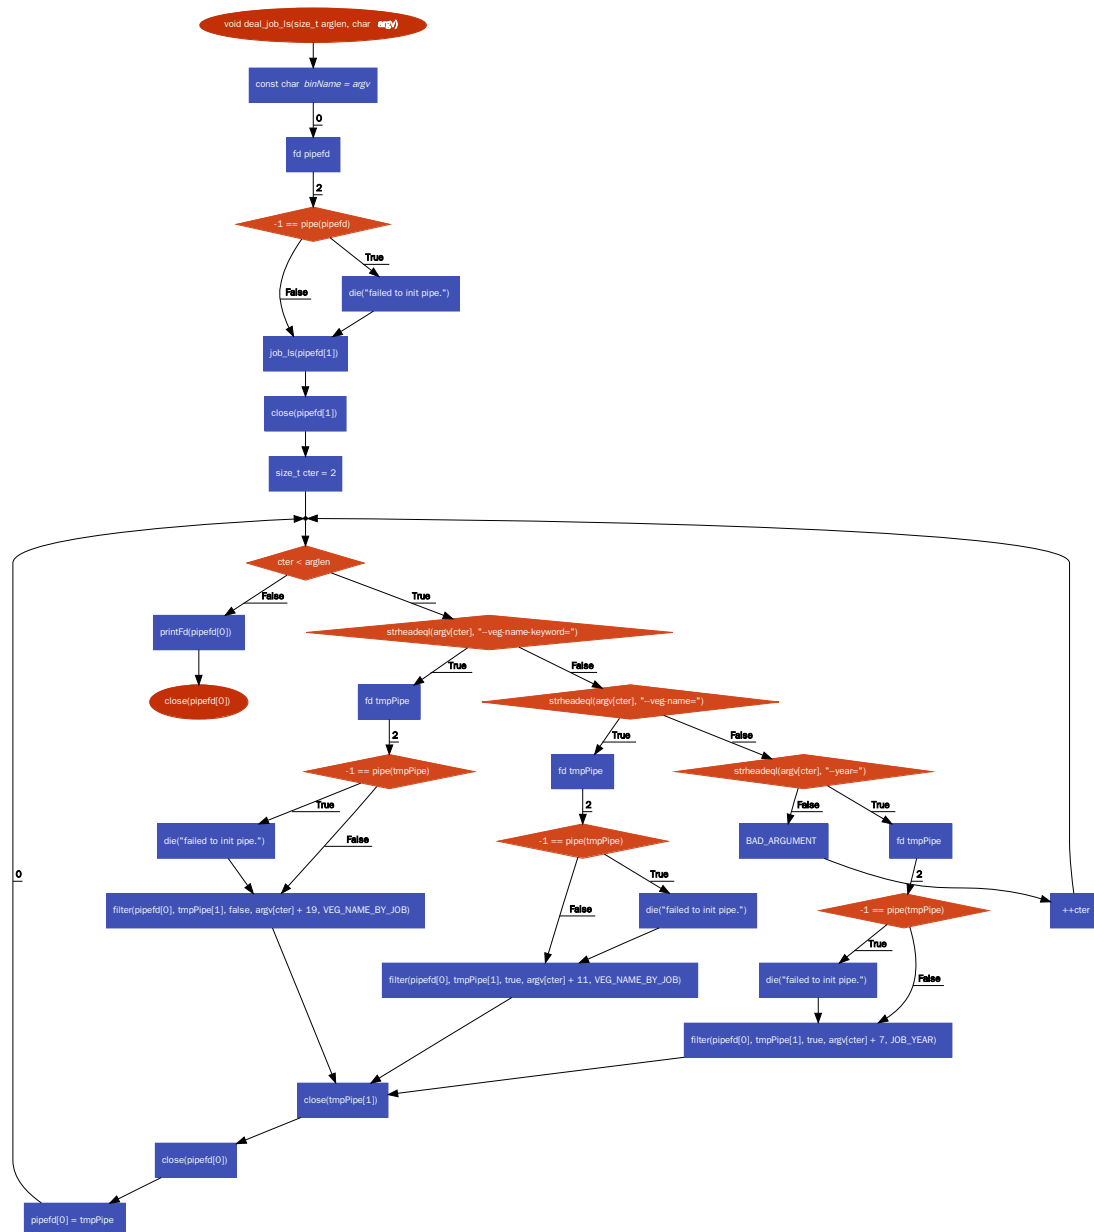 void deal_job_ls(size_t arglen, char argv)
const char binName = argv
0
fd pipefd
2
-1 == pipe(pipefd)
True
False
die("failed to init pipe.")
job_ls(pipefd[1])
close(pipefd[1])
size_t cter = 2
cter < arglen
False
True
printFd(pipefd[0])
strheadeql(argv[cter], "--veg-name-keyword=")
True
False
close(pipefd[0])
fd tmpPipe
strheadeql(argv[cter], "--veg-name=")
2
True
False
-1 == pipe(tmpPipe)
fd tmpPipe
strheadeql(argv[cter], "--year=")
True
2
False
True
die("failed to init pipe.")
False
-1 == pipe(tmpPipe)
BAD_ARGUMENT
fd tmpPipe
0
True
2
filter(pipefd[0], tmpPipe[1], false, argv[cter] + 19, VEG_NAME_BY_JOB)
False
die("failed to init pipe.")
-1 == pipe(tmpPipe)
++cter
True
filter(pipefd[0], tmpPipe[1], true, argv[cter] + 11, VEG_NAME_BY_JOB)
die("failed to init pipe.")
False
filter(pipefd[0], tmpPipe[1], true, argv[cter] + 7, JOB_YEAR)
close(tmpPipe[1])
close(pipefd[0])
pipefd[0] = tmpPipe